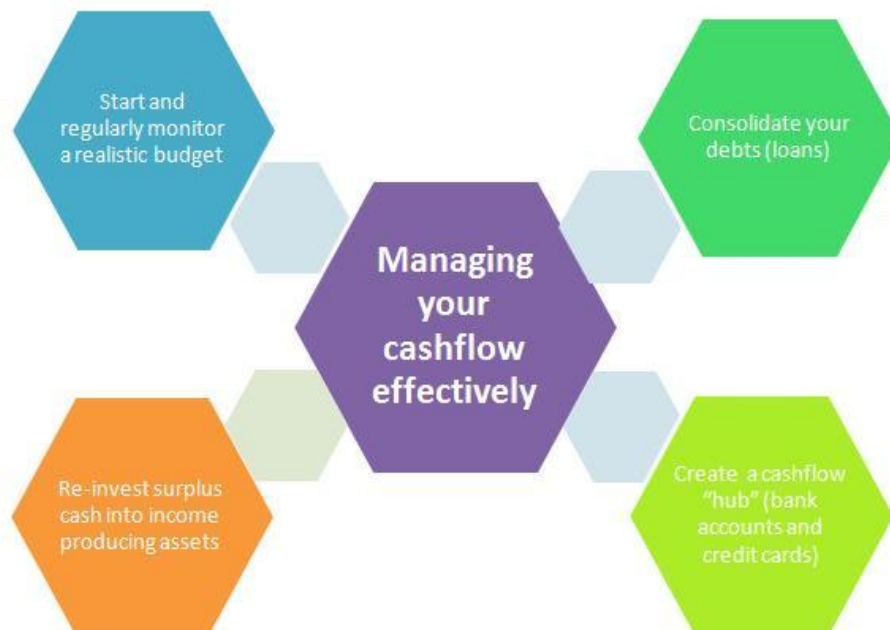 Start and
regularly monitor
a realistic budget
Consolidate your
debts (loans)
Managing
your
cashflow
effectively
Re-invest surplus
cash into income
producing assets
Create a cashflow
“hub” (bank
accounts and
credit cards)